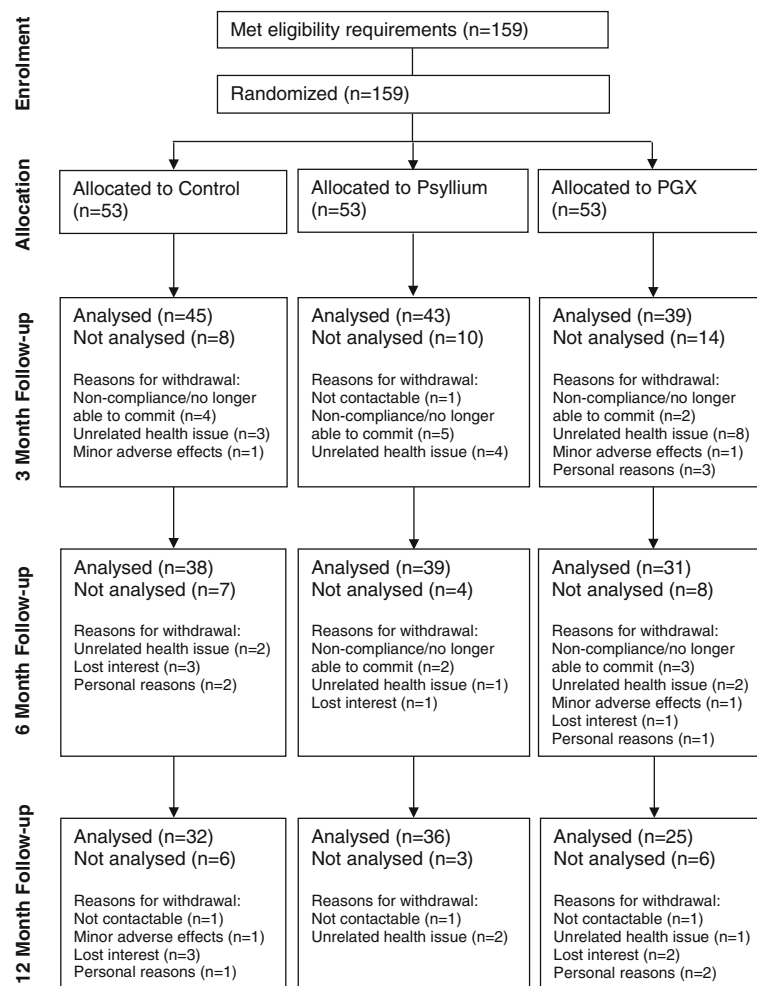 Enrolment
Met eligibility requirements (n=159)
Randomized (n=159)
Allocation
Allocated to Control
(n=53)
Allocated to Psyllium
(n=53)
Allocated to PGX
(n=53)
3 Month Follow-up
Analysed (n=45)
Not analysed (n=8)
Reasons for withdrawal:
Non-compliance/no longer
able to commit (n=4)
Unrelated health issue (n=3)
Minor adverse effects (n=1)
Analysed (n=43)
Not analysed (n=10)
Reasons for withdrawal:
Not contactable (n=1)
Non-compliance/no longer
able to commit (n=5)
Unrelated health issue (n=4)
Analysed (n=39)
Not analysed (n=14)
Reasons for withdrawal:
Non-compliance/no longer
able to commit (n=2)
Unrelated health issue (n=8)
Minor adverse effects (n=1)
Personal reasons (n=3)
6 Month Follow-up
Analysed (n=38)
Not analysed (n=7)
Reasons for withdrawal:
Unrelated health issue (n=2)
Lost interest (n=3)
Personal reasons (n=2)
Analysed (n=39)
Not analysed (n=4)
Reasons for withdrawal:
Non-compliance/no longer
able to commit (n=2)
Unrelated health issue (n=1)
Lost interest (n=1)
Analysed (n=31)
Not analysed (n=8)
Reasons for withdrawal:
Non-compliance/no longer
able to commit (n=3)
Unrelated health issue (n=2)
Minor adverse effects (n=1)
Lost interest (n=1)
Personal reasons (n=1)
12 Month Follow-up
Analysed (n=32)
Not analysed (n=6)
Reasons for withdrawal:
Not contactable (n=1)
Minor adverse effects (n=1)
Lost interest (n=3)
Personal reasons (n=1)
Analysed (n=36)
Not analysed (n=3)
Reasons for withdrawal:
Not contactable (n=1)
Unrelated health issue (n=2)
Analysed (n=25)
Not analysed (n=6)
Reasons for withdrawal:
Not contactable (n=1)
Unrelated health issue (n=1)
Lost interest (n=2)
Personal reasons (n=2)